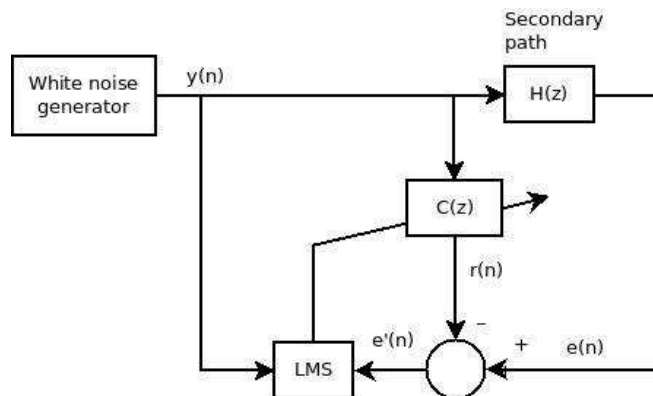 Secondary
path
White noise
generator
y(n)
H(z)
C(z)
r(n)
–
e'(n)
+
e(n)
LMS